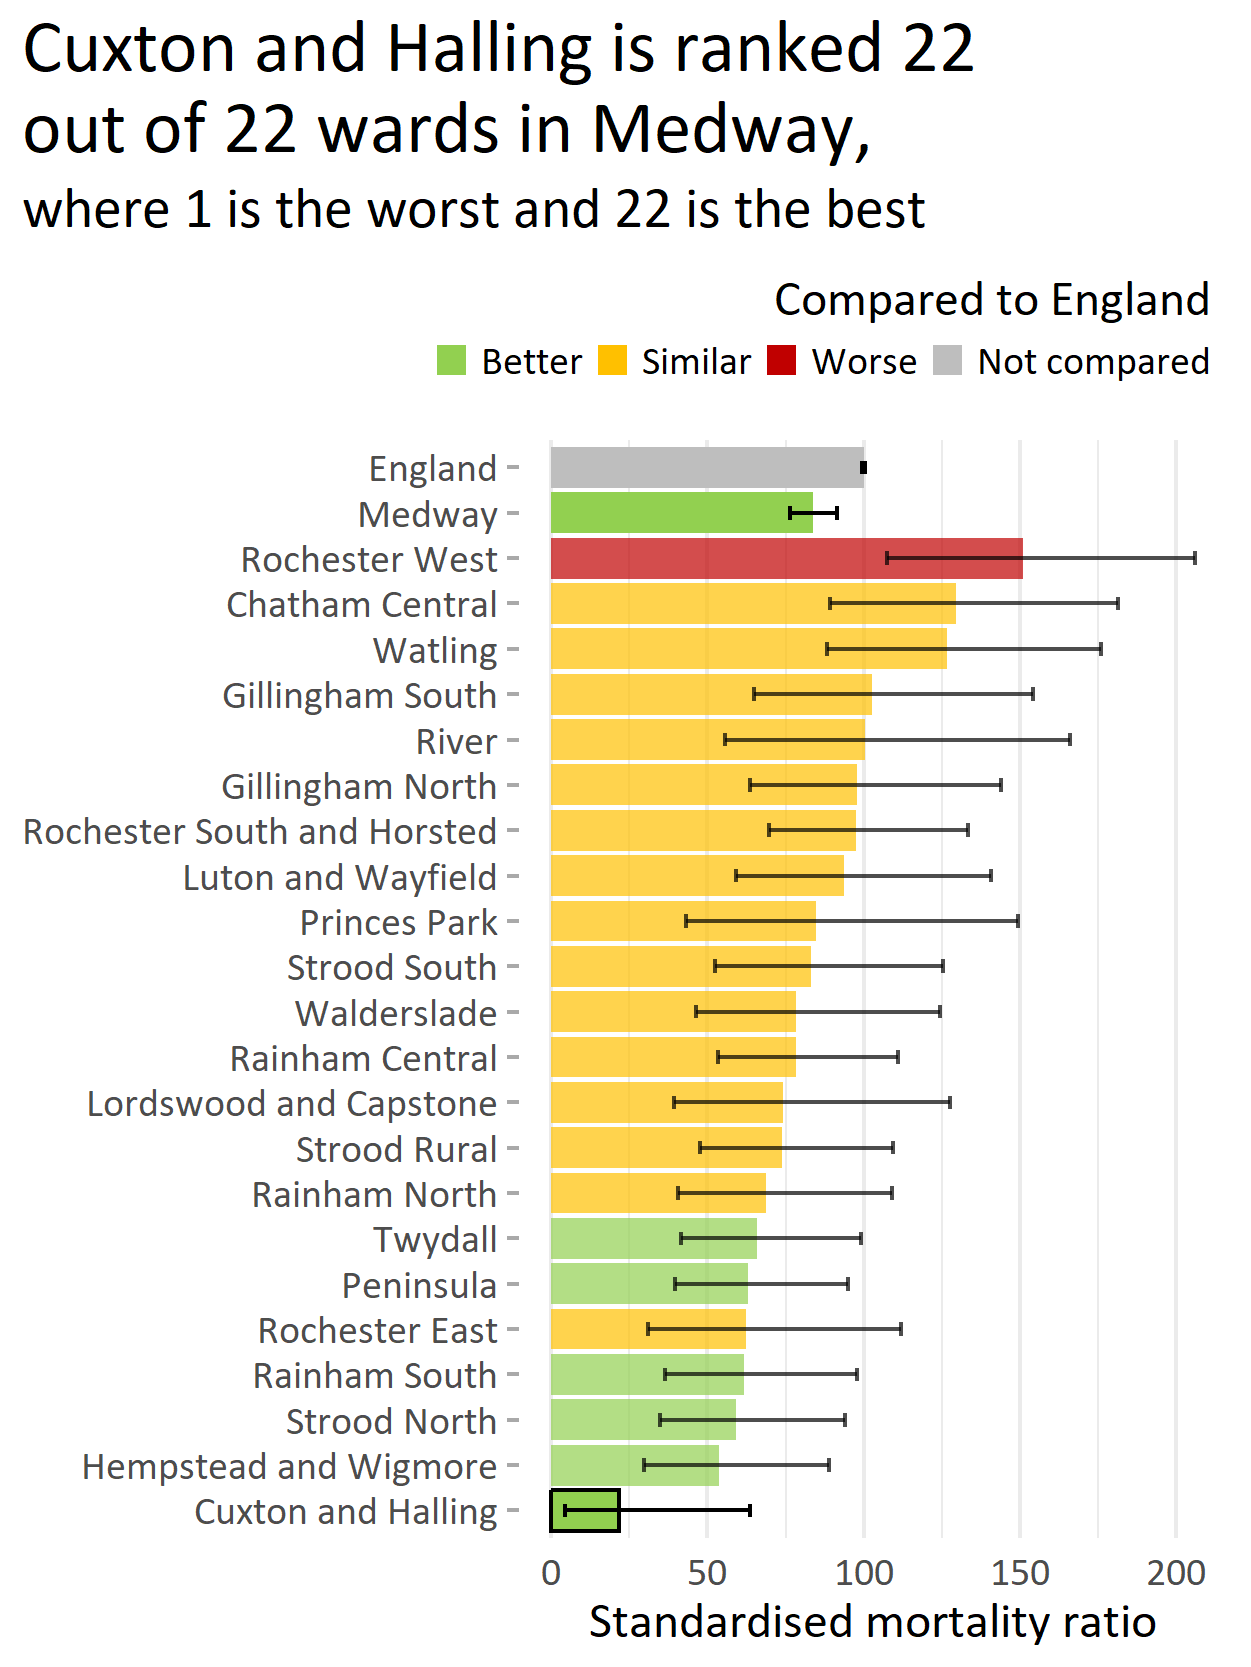 Cuxton and Halling is ranked 22
out of 22 wards in Medway,
where 1 is the worst and 22 is the best
Compared to England
Better Similar Worse Not compared
England
Medway
Rochester West
Chatham Central
Watling
Gillingham South
River
Gillingham North
Rochester South and Horsted
Luton and Wayfield
Princes Park
Strood South
Walderslade
Rainham Central
Lordswood and Capstone
Strood Rural
Rainham North
Twydall
Peninsula
Rochester East
Rainham South
Strood North
Hempstead and Wigmore
Cuxton and Halling
0 50 100 150 200
Standardised mortality ratio